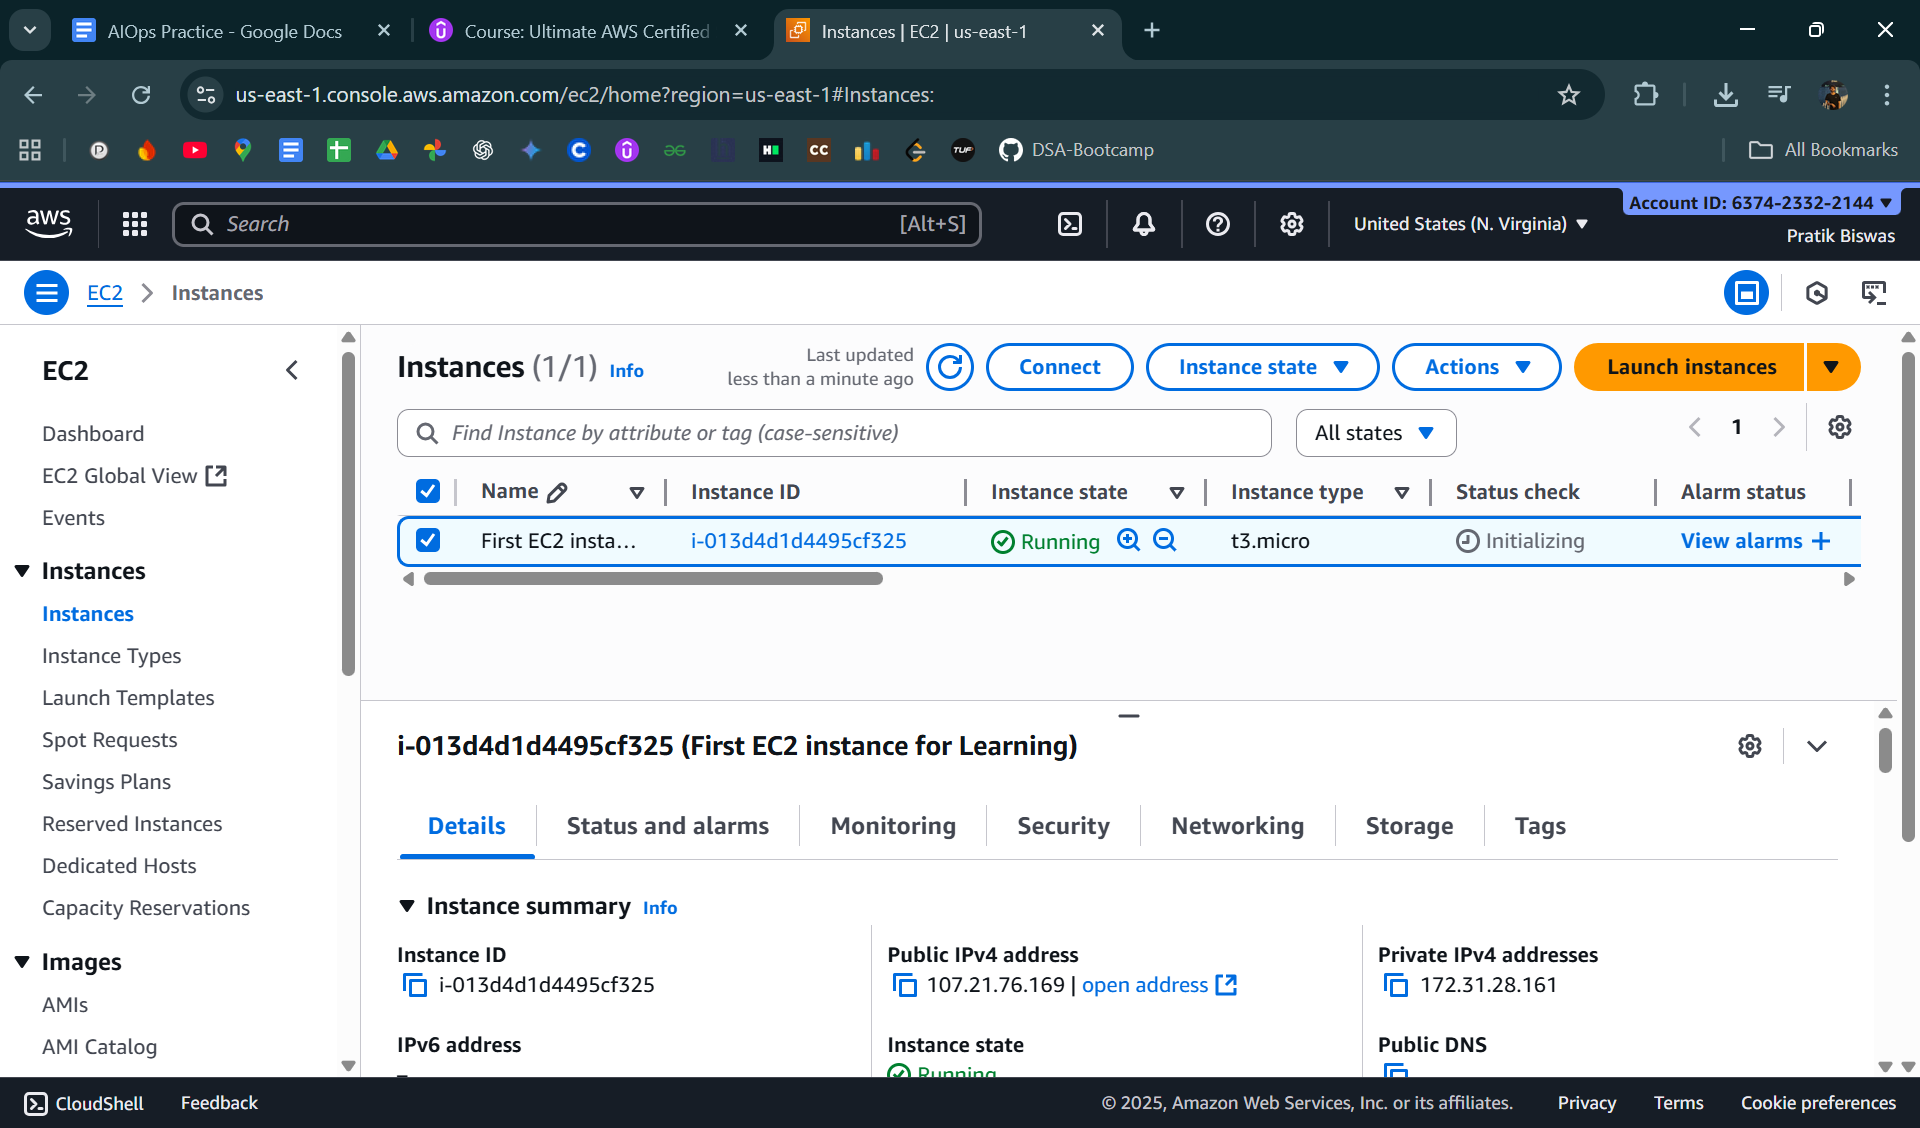 AIOps Practice - Google Docs
Course: Ultimate AWS Certified
Instances | EC2 | us-east-1
us-east-1.console.aws.amazon.com/ec2/home?region=us-east-1#Instances:
CC
TUF
DSA-Bootcamp
All Bookmarks
aws
Search
[Alt+S]
United States (N. Virginia)
Account ID: 6374-2332-2144
Pratik Biswas
EC2
Instances
EC2
Dashboard
EC2 Global View
Events
Instances
Instances
Instance Types
Launch Templates
Spot Requests
Savings Plans
Reserved Instances
Dedicated Hosts
Capacity Reservations
Images
AMIs
AMI Catalog
Instances (1/1) Info
Last updated
less than a minute ago
Connect
Instance state
Actions
Launch instances
Find Instance by attribute or tag (case-sensitive)
All states
1
Name
Instance ID
Instance state
Instance type
Status check
Alarm status
First EC2 insta...
i-013d4d1d4495cf325
Running
t3.micro
Initializing
View alarms +
i-013d4d1d4495cf325 (First EC2 instance for Learning)
Details
Status and alarms
Monitoring
Security
Networking
Storage
Tags
Instance summary Info
Instance ID
i-013d4d1d4495cf325
Public IPv4 address
107.21.76.169 | open address
Private IPv4 addresses
172.31.28.161
IPv6 address
–
Instance state
Running
Public DNS
CloudShell
Feedback
© 2025, Amazon Web Services, Inc. or its affiliates.
Privacy
Terms
Cookie preferences